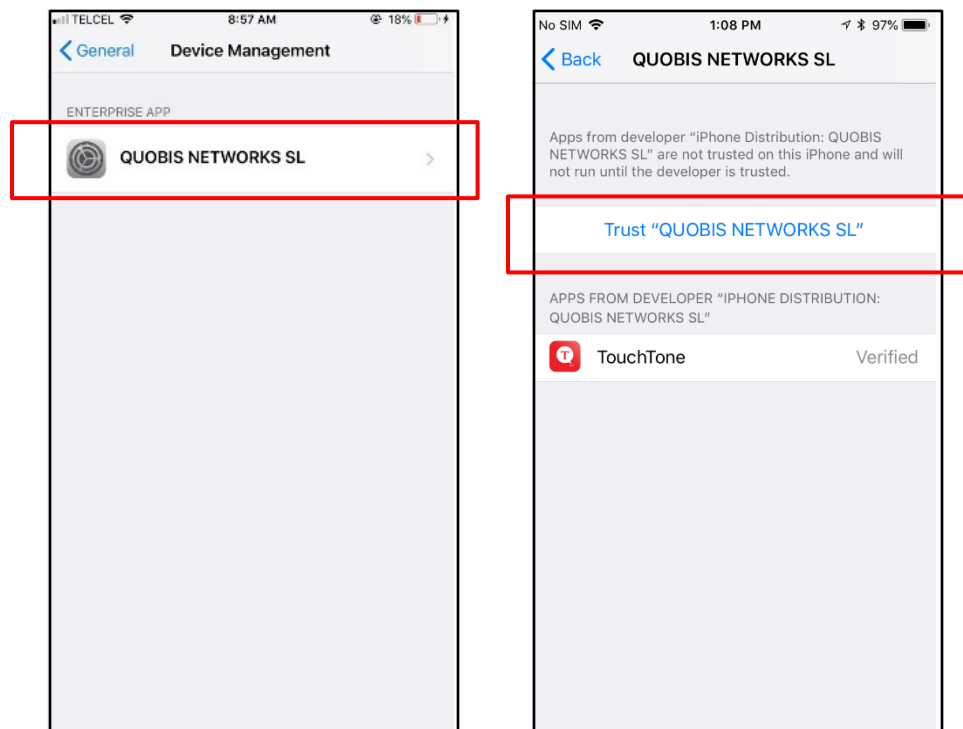 TELCEL 8:57 AM 18%
General Device Management
ENTERPRISE APP
QUOBIS NETWORKS SL
No SIM 1:08 PM 97%
Back QUOBIS NETWORKS SL
Apps from developer “iPhone Distribution: QUOBIS
NETWORKS SL” are not trusted on this iPhone and will
not run until the developer is trusted.
Trust “QUOBIS NETWORKS SL”
APPS FROM DEVELOPER “IPHONE DISTRIBUTION:
QUOBIS NETWORKS SL”
T
TouchTone Verified